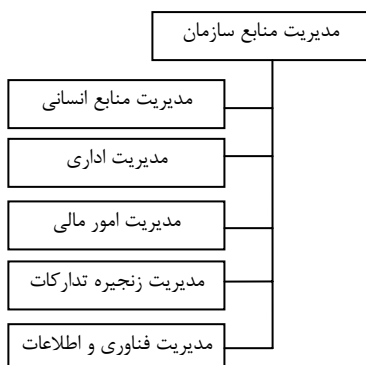 مدیریت منابع سازمان
مدیریت منابع انسانی
مدیریت اداری
مدیریت امور مالی
مدیریت زنجیره تدارکات
مدیریت فناوری و اطلاعات